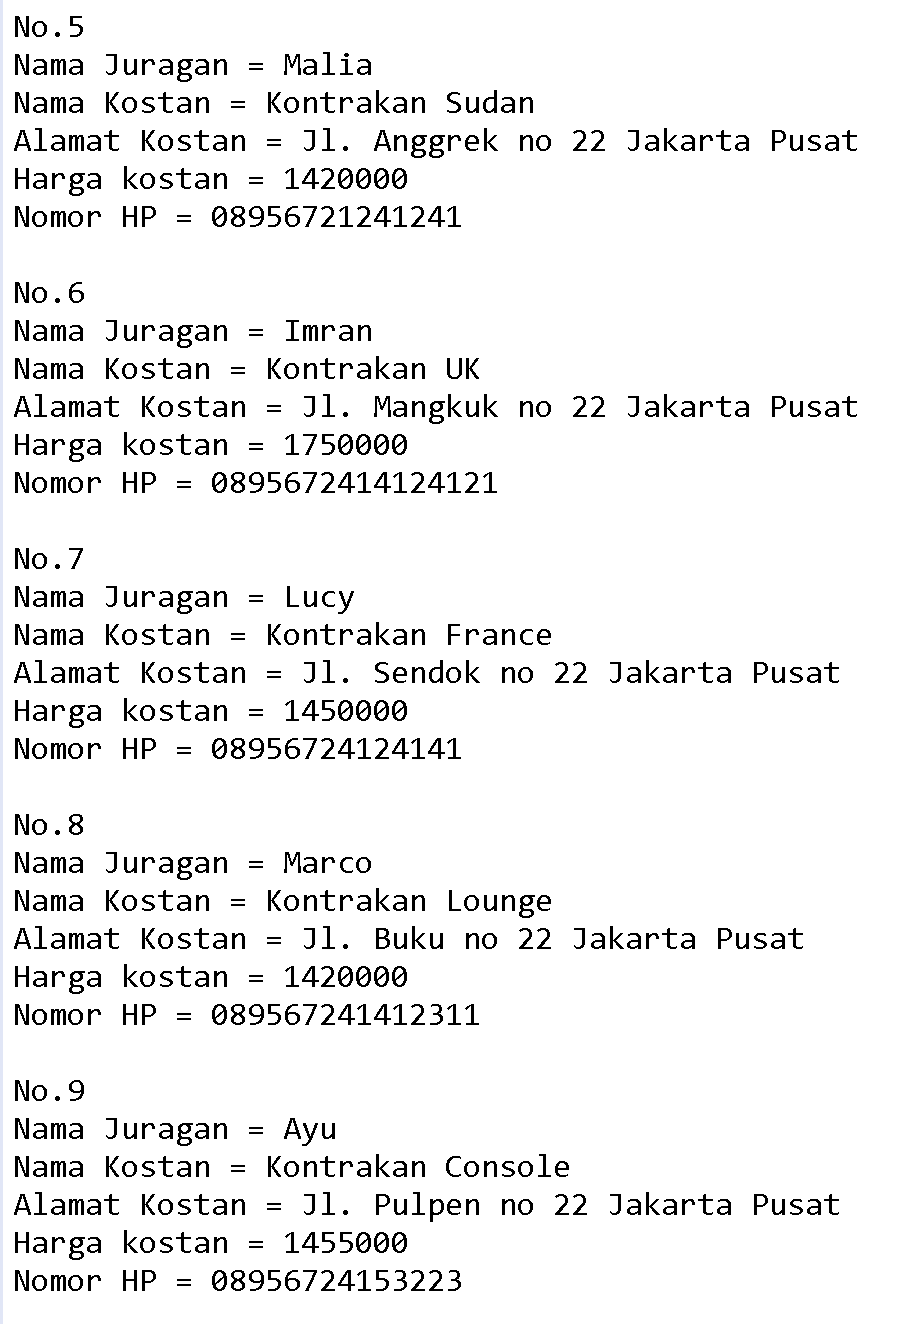 No.5
Nama Juragan = Malia
Nama Kostan = Kontrakan Sudan
Alamat Kostan = Jl. Anggrek no 22 Jakarta Pusat
Harga kostan = 1420000
Nomor HP = 08956721241241
No.6
Nama Juragan = Imran
Nama Kostan = Kontrakan UK
Alamat Kostan = Jl. Mangkuk no 22 Jakarta Pusat
Harga kostan = 1750000
Nomor HP = 0895672414124121
No.7
Nama Juragan = Lucy
Nama Kostan = Kontrakan France
Alamat Kostan = Jl. Sendok no 22 Jakarta Pusat
Harga kostan = 1450000
Nomor HP = 08956724124141
No.8
Nama Juragan = Marco
Nama Kostan = Kontrakan Lounge
Alamat Kostan = Jl. Buku no 22 Jakarta Pusat
Harga kostan = 1420000
Nomor HP = 089567241412311
No.9
Nama Juragan = Ayu
Nama Kostan = Kontrakan Console
Alamat Kostan = Jl. Pulpen no 22 Jakarta Pusat
Harga kostan = 1455000
Nomor HP = 08956724153223